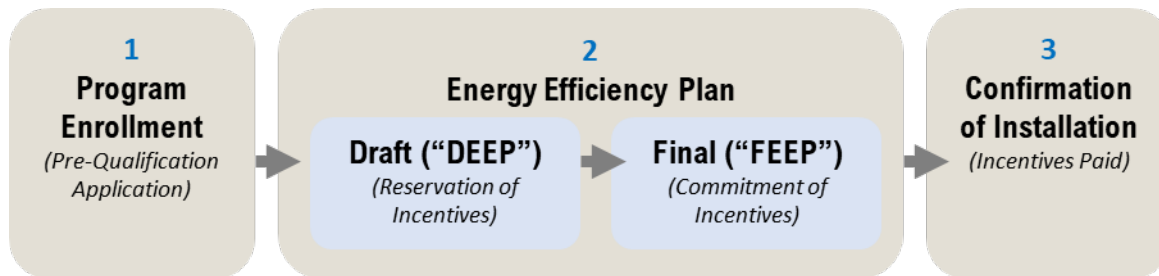 1
Program
Enrollment
(Pre-Qualification
Application)
2
Energy Efficiency Plan
Draft (“DEEP”)
(Reservation of
Incentives)
Final (“FEEP”)
(Commitment of
Incentives)
3
Confirmation
of Installation
(Incentives Paid)